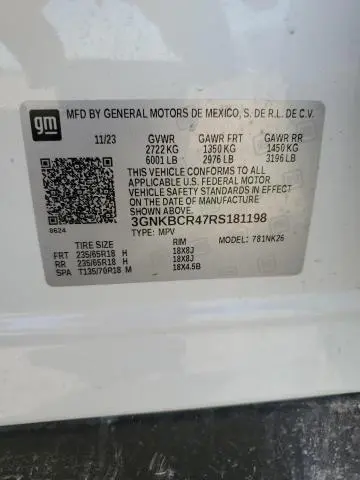 gm MFD BY GENERAL MOTORS DE MEXICO, S. DE R.L. DE C.V.
11/23 GVWR GAWR FRT GAWR RR
2722 KG 1350 KG 1450 KG
6001 LB 2976 LB 3196 LB
THIS VEHICLE CONFORMS TO ALL
APPLICABLE U.S. FEDERAL MOTOR
VEHICLE SAFETY STANDARDS IN EFFECT
ON THE DATE OF MANUFACTURE
SHOWN ABOVE.
3GNKBCR47RS181198
0624 TYPE: MPV
TIRE SIZE RIM MODEL: 781NK26
FRT 235/65R18 H 18X8J
RR 235/65R18 H 18X8J
SPA T135/70R18 M 18X4.5B